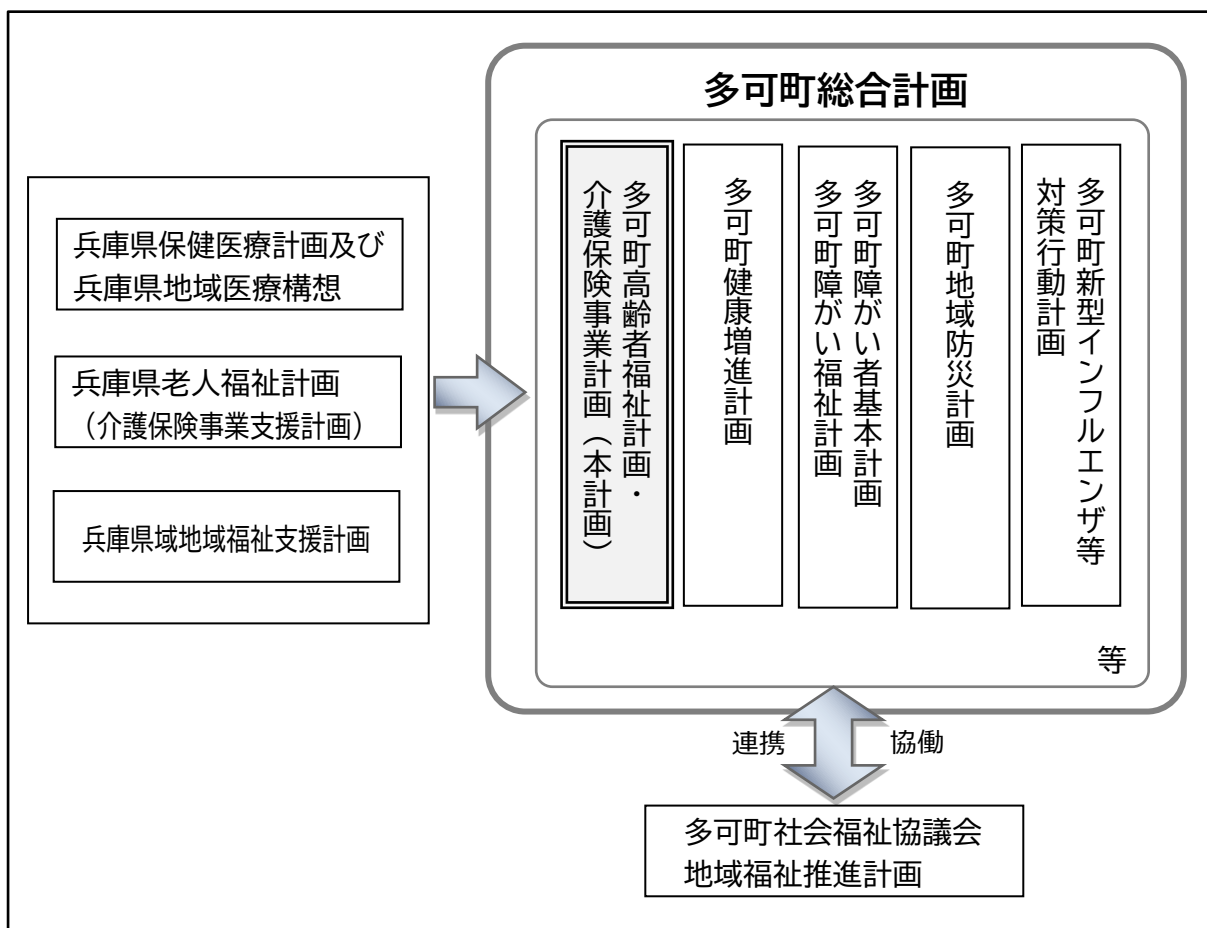 多可町総合計画
兵庫県保健医療計画及び
兵庫県地域医療構想
兵庫県老人福祉計画
（介護保険事業支援計画）
兵庫県域地域福祉支援計画
多可町高齢者福祉計画・
介護保険事業計画（本計画）
多可町健康増進計画
多可町障がい者基本計画
多可町障がい福祉計画
多可町地域防災計画
多可町新型インフルエンザ等
対策行動計画
等
連携
協働
多可町社会福祉協議会
地域福祉推進計画